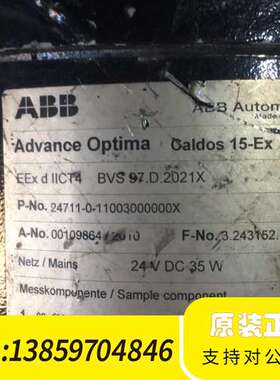 ABB
ABB Autom
Made
Advance Optima
Caldos 15-Ex
EEx d IICT4 BVS 97.D.2021X
P-No. 24711-0-11003000000X
A-No. 00109864 / 2010 F-No. 3.243152.
Netz / Mains 24 V DC 35 W
Messkomponente / Sample component
原装正
:13859704846
支持对公